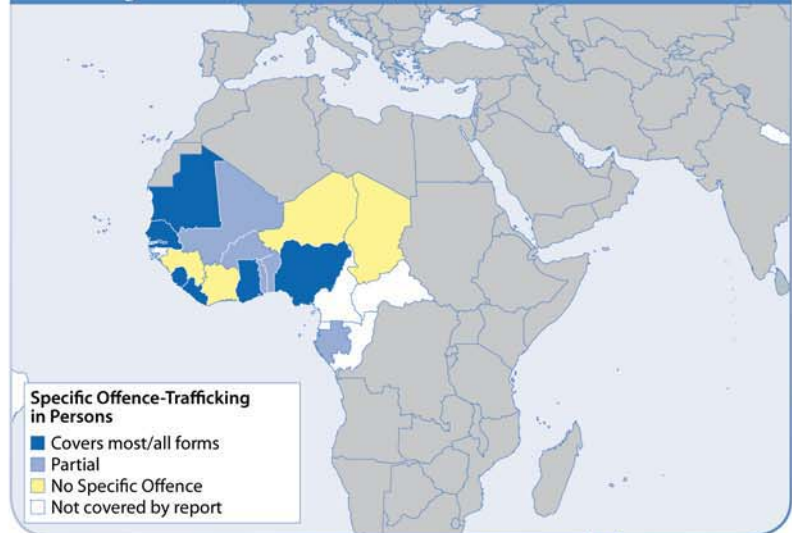 Specific Offence-Trafficking
in Persons
Covers most/all forms
Partial
No Specific Offence
Not covered by report